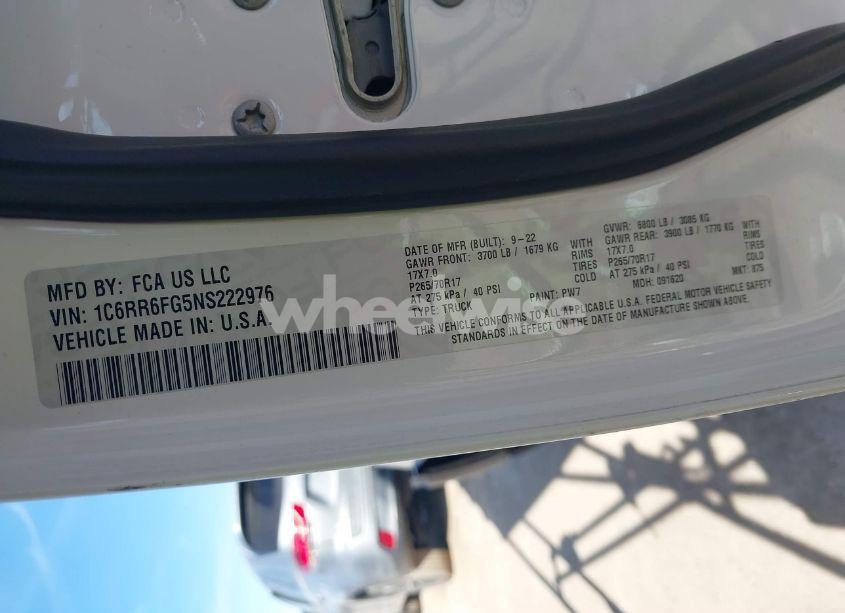 MFD BY: FCA US LLC
VIN: 1C6RR6FG5NS222976
VEHICLE MADE IN: U.S.A.
DATE OF MFR (BUILT): 9-22
GAWR FRONT: 3700 LB / 1679 KG WITH
17X7.0 RIMS
P265/70R17 TIRES
AT 275 kPa / 40 PSI COLD
TYPE: TRUCK PAINT: PW7
GVWR: 6800 LB / 3085 KG
GAWR REAR: 3900 LB / 1770 KG WITH
17X7.0 RIMS
P265/70R17 TIRES
AT 275 kPa / 40 PSI COLD
MDH: 091620 MKT: 875
THIS VEHICLE CONFORMS TO ALL APPLICABLE U.S. FEDERAL MOTOR VEHICLE SAFETY
STANDARDS IN EFFECT ON THE DATE OF MANUFACTURE SHOWN ABOVE.
wheelwise